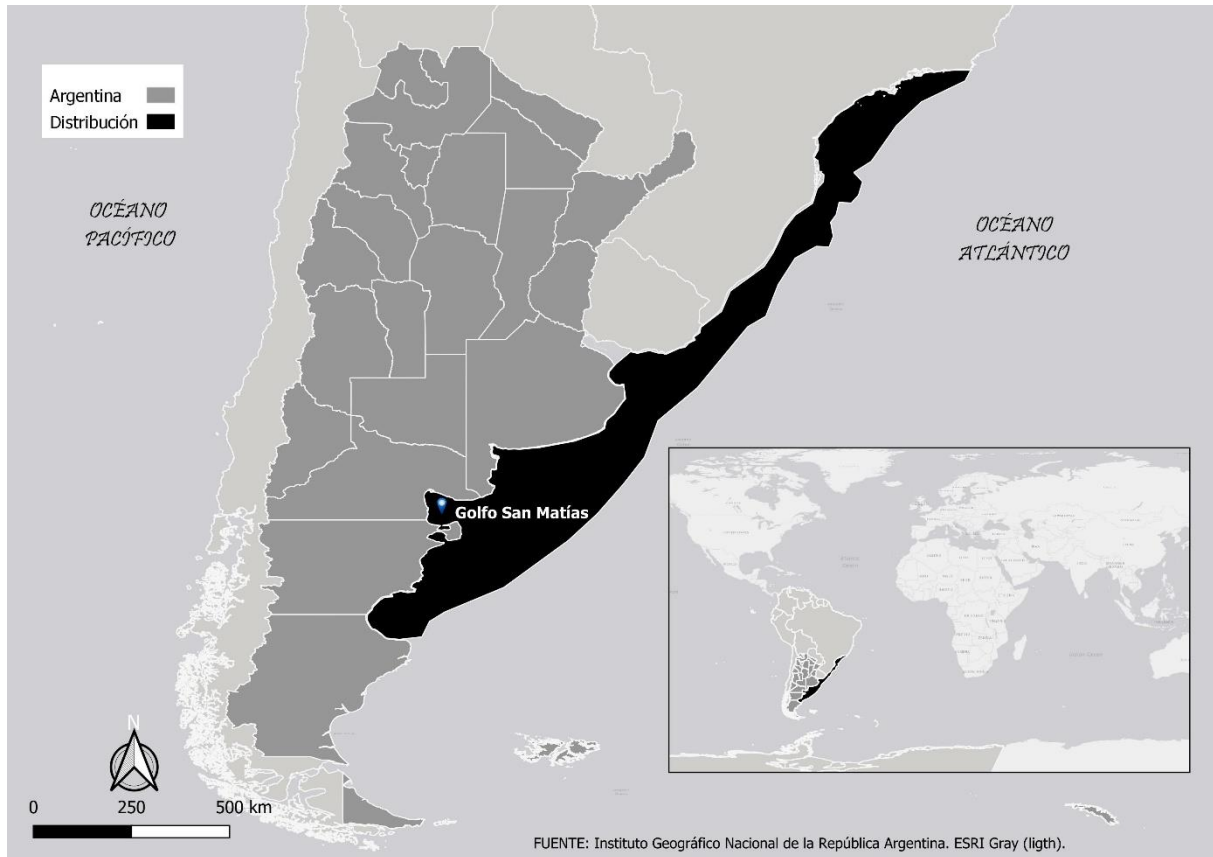 Argentina
Distribución
OCÉANO
PACÍFICO
OCÉANO
ATLÁNTICO
Golfo San Matías
N
0 250 500 km
FUENTE: Instituto Geográfico Nacional de la República Argentina. ESRI Gray (ligth).